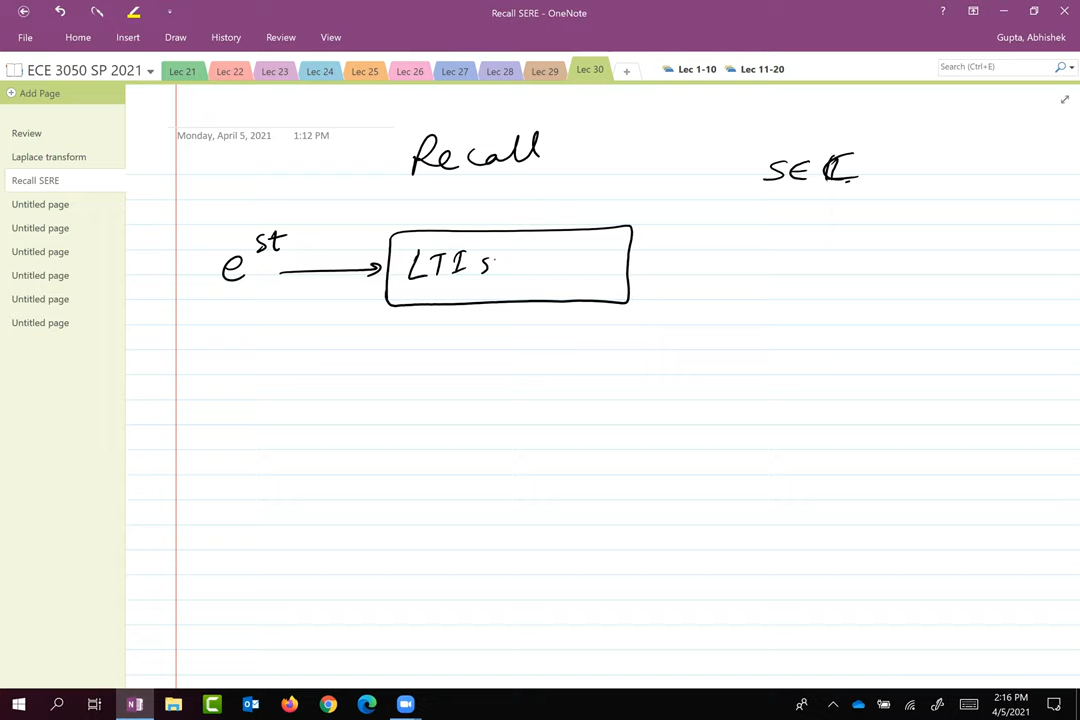 Recall SERE - OneNote
?
File Home Insert Draw History Review View
Gupta, Abhishek
ECE 3050 SP 2021 Lec 21 Lec 22 Lec 23 Lec 24 Lec 25 Lec 26 Lec 27 Lec 28 Lec 29 Lec 30 + Lec 1-10 Lec 11-20 Search (Ctrl+E)
Add Page
Review
Laplace transform
Recall SERE
Untitled page
Untitled page
Untitled page
Untitled page
Untitled page
Untitled page
Monday, April 5, 2021 1:12 PM
Recall
e^st
LTI s
2:16 PM
4/5/2021